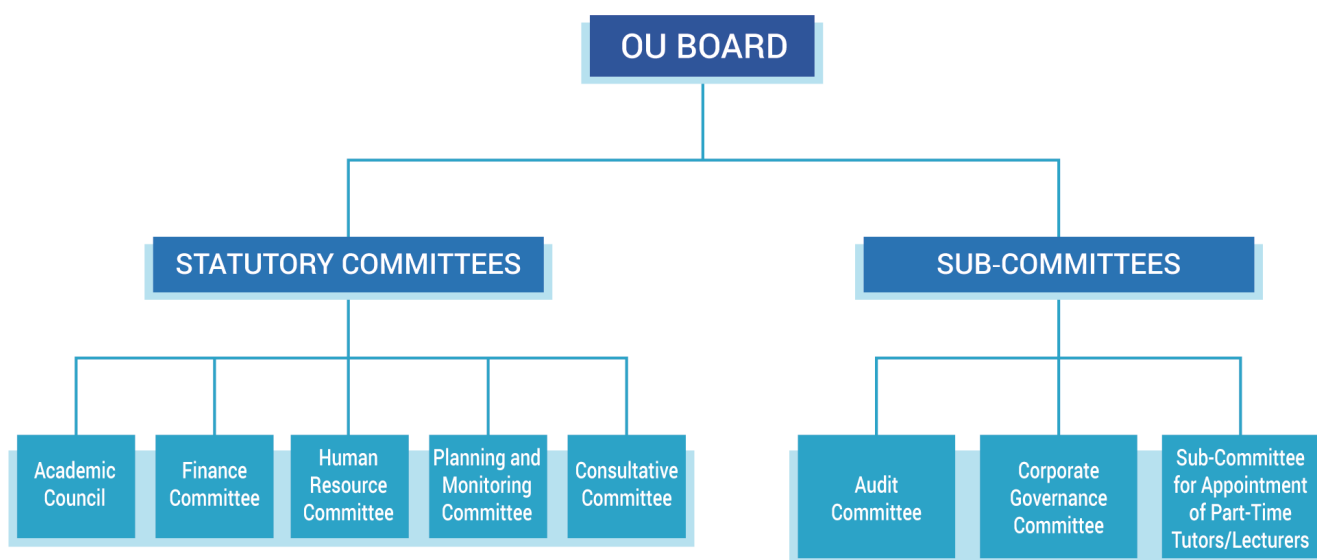 OU BOARD
STATUTORY COMMITTEES
SUB-COMMITTEES
Academic
Council
Finance
Committee
Human
Resource
Committee
Planning and
Monitoring
Committee
Consultative
Committee
Audit
Committee
Corporate
Governance
Committee
Sub-Committee
for Appointment
of Part-Time
Tutors/Lecturers